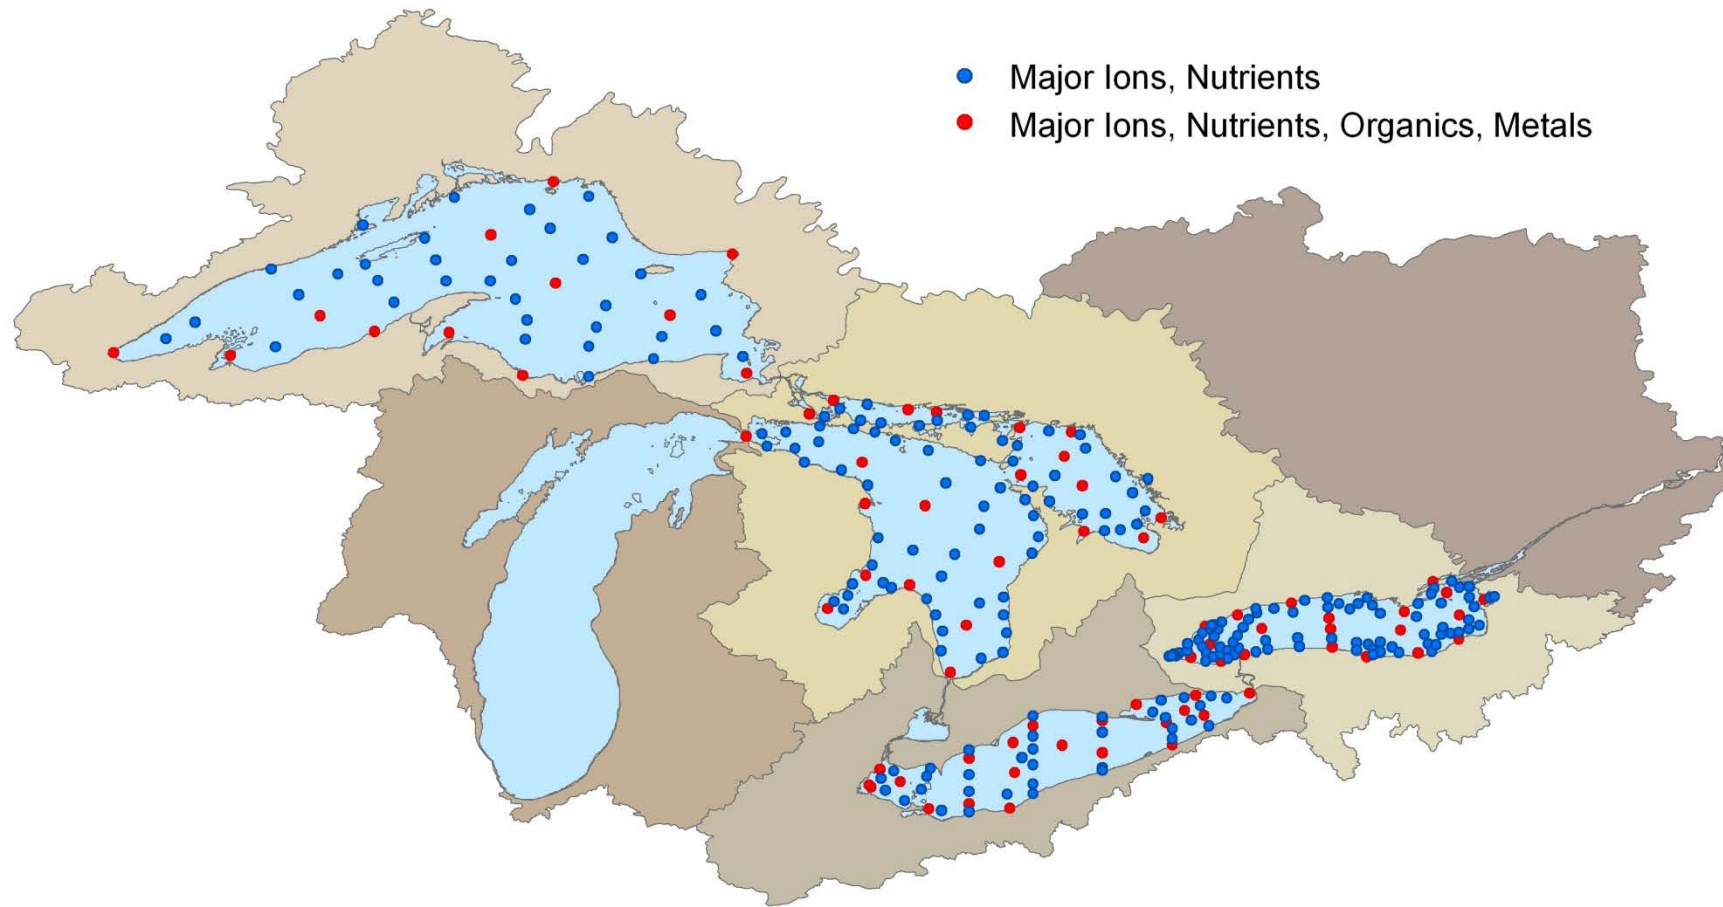 Major Ions, Nutrients
Major Ions, Nutrients, Organics, Metals